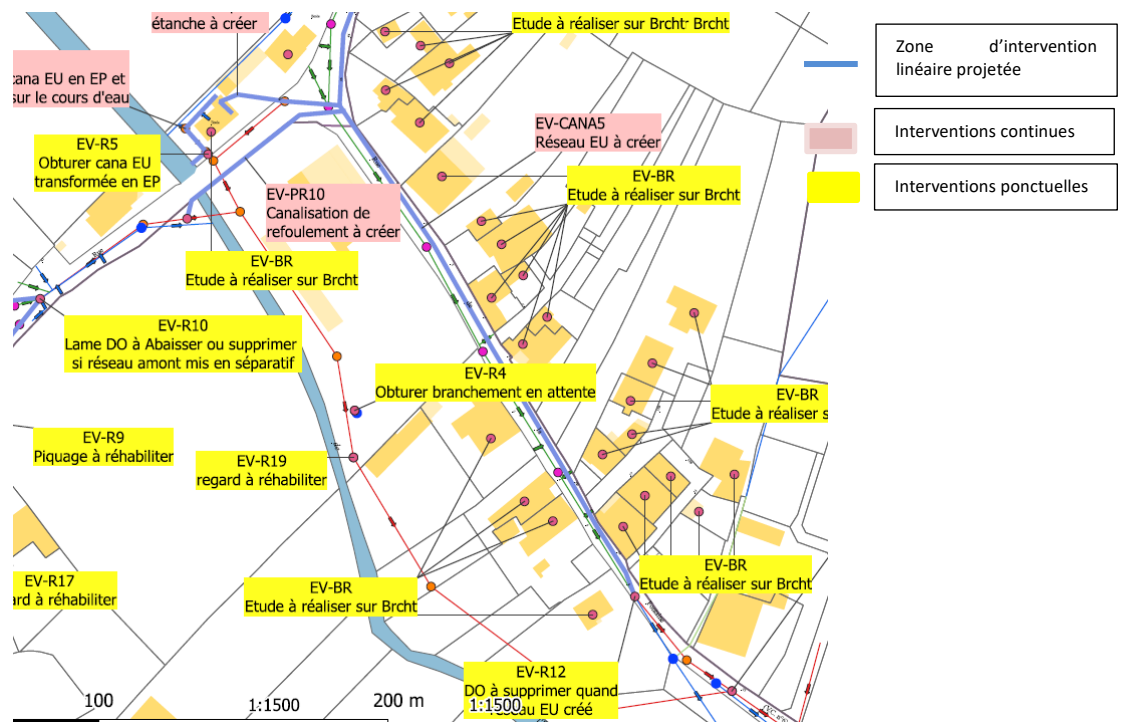 étanche à créer
Etude à réaliser sur Brcht Brcht
cana EU en EP et
sur le cours d'eau
EV-R5
Obturer cana EU
transformée en EP
EV-CANA5
Réseau EU à créer
EV-BR
Etude à réaliser sur Brcht
EV-PR10
Canalisation de
refoulement à créer
EV-BR
Etude à réaliser sur Brcht
EV-R10
Lame DO à Abaisser ou supprimer
si réseau amont mis en séparatif
EV-R4
Obturer branchement en attente
EV-BR
Etude à réaliser s
EV-R9
Piquage à réhabiliter
EV-R19
regard à réhabiliter
EV-BR
Etude à réaliser sur Brcht
EV-R17
ard à réhabiliter
EV-BR
Etude à réaliser sur Brcht
EV-R12
DO à supprimer quand
réseau EU créé
100
1:1500
200 m
1:1500
Zone d'intervention
linéaire projetée
Interventions continues
Interventions ponctuelles